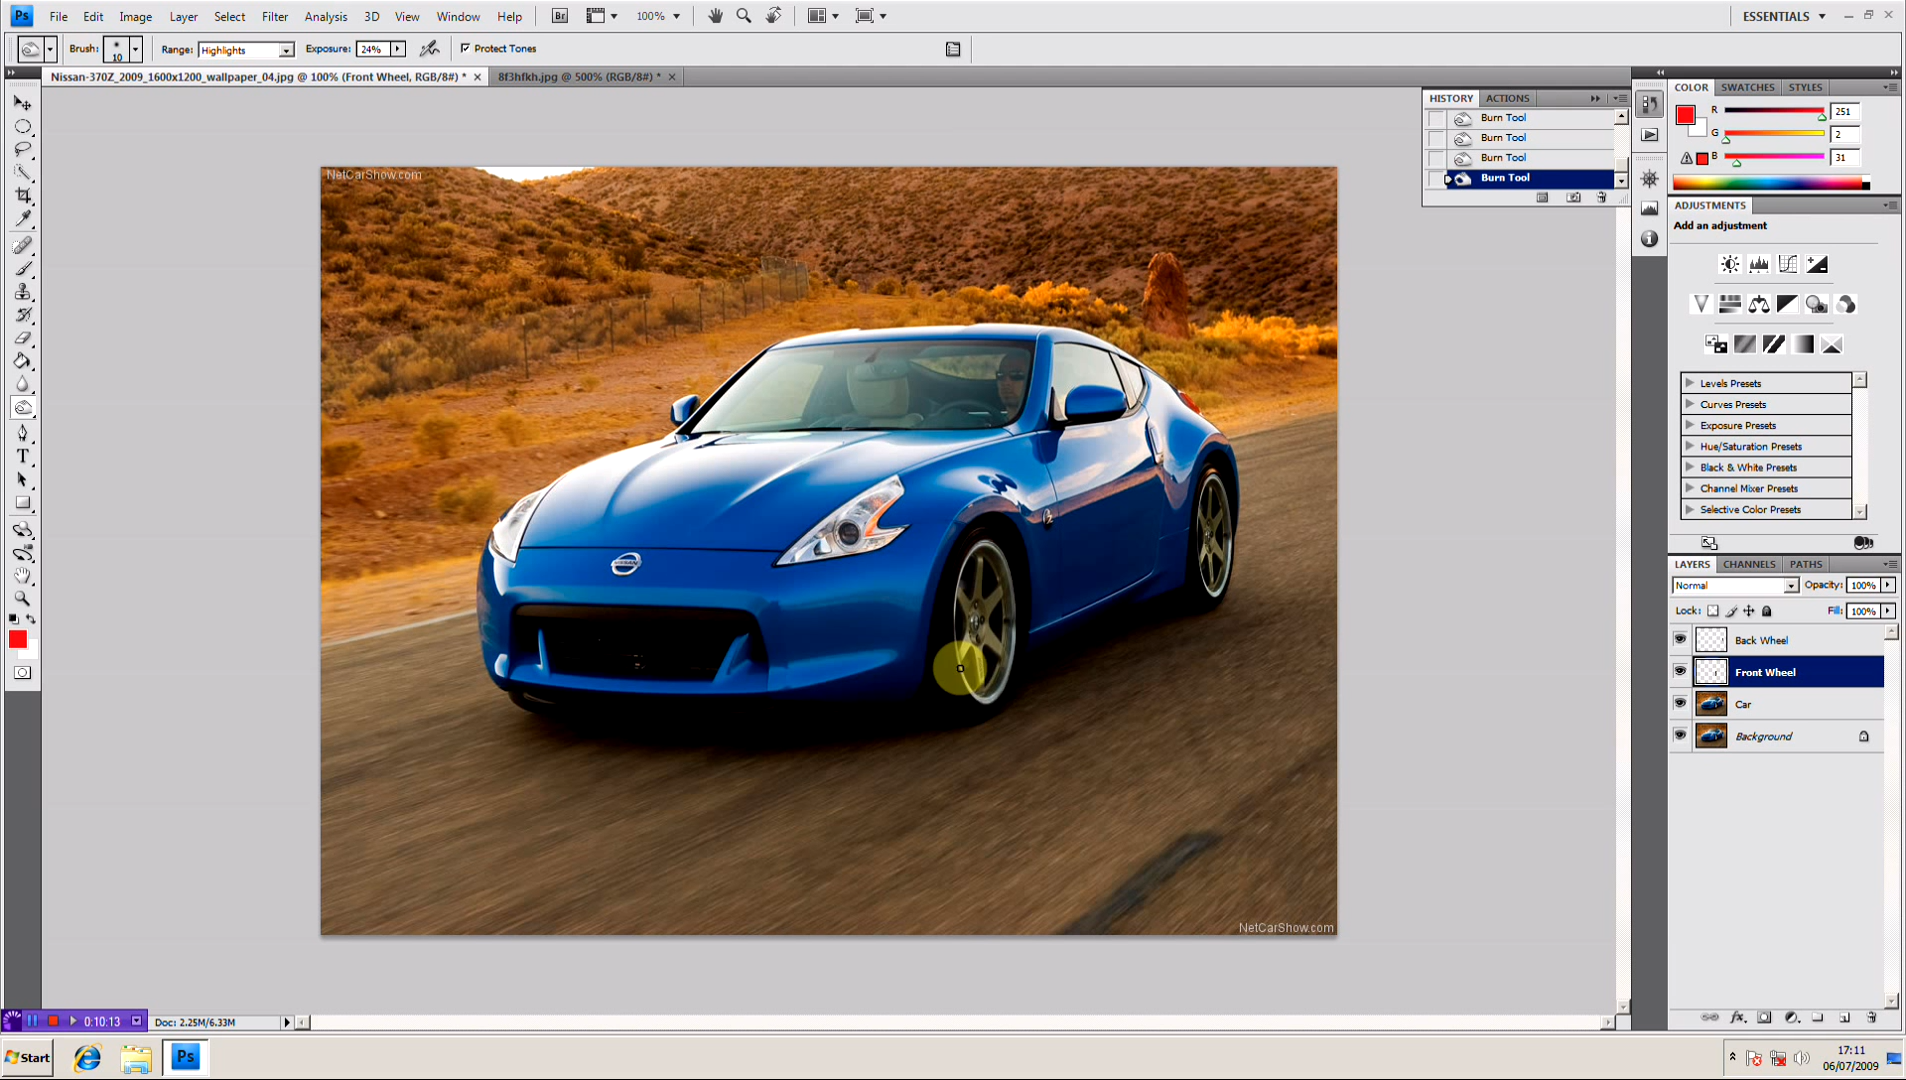 Ps File Edit Image Layer Select Filter Analysis 3D View Window Help Br 100% ESSENTIALS
Brush: 10 Range: Highlights Exposure: 24% Protect Tones
Nissan-370Z_2009_1600x1200_wallpaper_04.jpg @ 100% (Front Wheel, RGB/8#) * 8f3hfkh.jpg @ 500% (RGB/8#) *
HISTORY ACTIONS
Burn Tool
Burn Tool
Burn Tool
Burn Tool
COLOR SWATCHES STYLES
R 251
G 2
B 31
ADJUSTMENTS
Add an adjustment
Levels Presets
Curves Presets
Exposure Presets
Hue/Saturation Presets
Black & White Presets
Channel Mixer Presets
Selective Color Presets
LAYERS CHANNELS PATHS
Normal Opacity: 100%
Lock: Fill: 100%
Back Wheel
Front Wheel
Car
Background
NetCarShow.com
NISSAN
NetCarShow.com
0:10:13 Doc: 2.25M/6.33M
Start Ps 17:11
06/07/2009